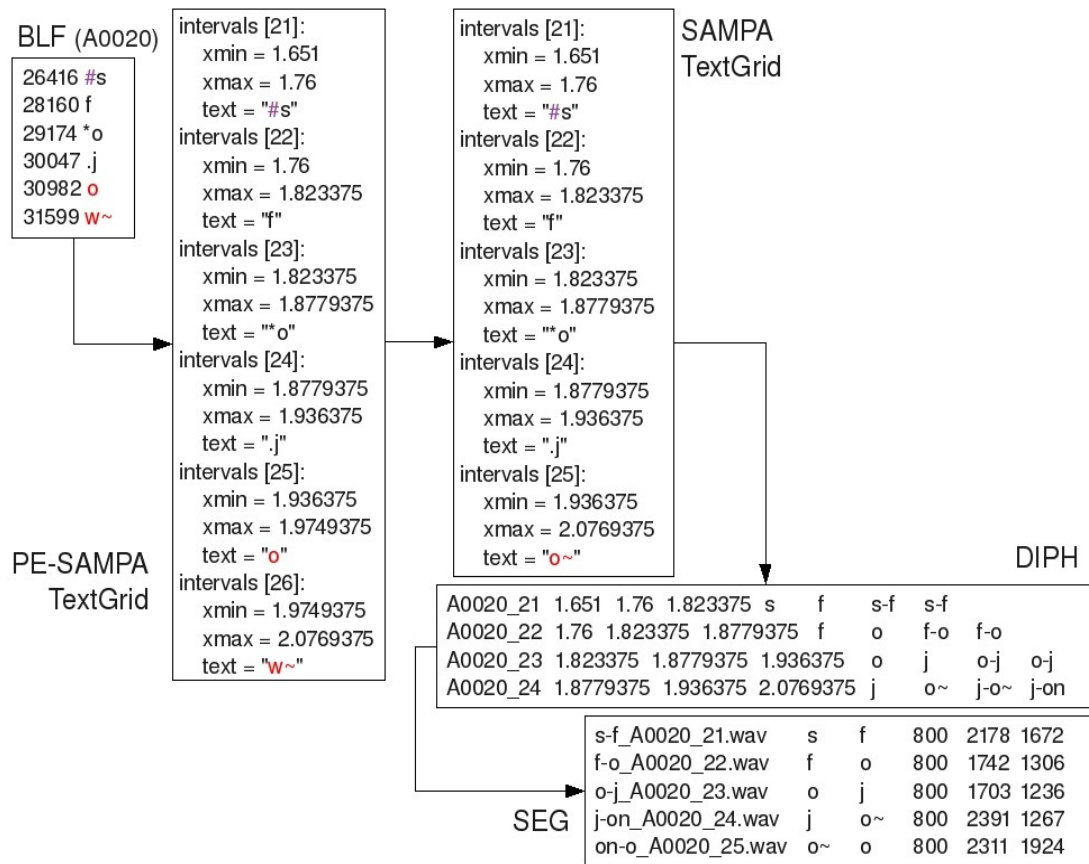 BLF (A0020)
26416 #s
28160 f
29174 *o
30047 .j
30982 o
31599 w~
PE-SAMPA
TextGrid
intervals [21]:
xmin = 1.651
xmax = 1.76
text = "#s"
intervals [22]:
xmin = 1.76
xmax = 1.823375
text = "f"
intervals [23]:
xmin = 1.823375
xmax = 1.8779375
text = "*o"
intervals [24]:
xmin = 1.8779375
xmax = 1.936375
text = ".j"
intervals [25]:
xmin = 1.936375
xmax = 1.9749375
text = "o"
intervals [26]:
xmin = 1.9749375
xmax = 2.0769375
text = "w~"
SAMPA
TextGrid
intervals [21]:
xmin = 1.651
xmax = 1.76
text = "#s"
intervals [22]:
xmin = 1.76
xmax = 1.823375
text = "f"
intervals [23]:
xmin = 1.823375
xmax = 1.8779375
text = "*o"
intervals [24]:
xmin = 1.8779375
xmax = 1.936375
text = ".j"
intervals [25]:
xmin = 1.936375
xmax = 2.0769375
text = "o~"
DIPH
A0020_21 1.651 1.76 1.823375 s f s-f s-f
A0020_22 1.76 1.823375 1.8779375 f o f-o f-o
A0020_23 1.823375 1.8779375 1.936375 o j o-j o-j
A0020_24 1.8779375 1.936375 2.0769375 j o~ j-o~ j-on
SEG
s-f_A0020_21.wav s f 800 2178 1672
f-o_A0020_22.wav f o 800 1742 1306
o-j_A0020_23.wav o j 800 1703 1236
j-on_A0020_24.wav j o~ 800 2391 1267
on-o_A0020_25.wav o~ o 800 2311 1924